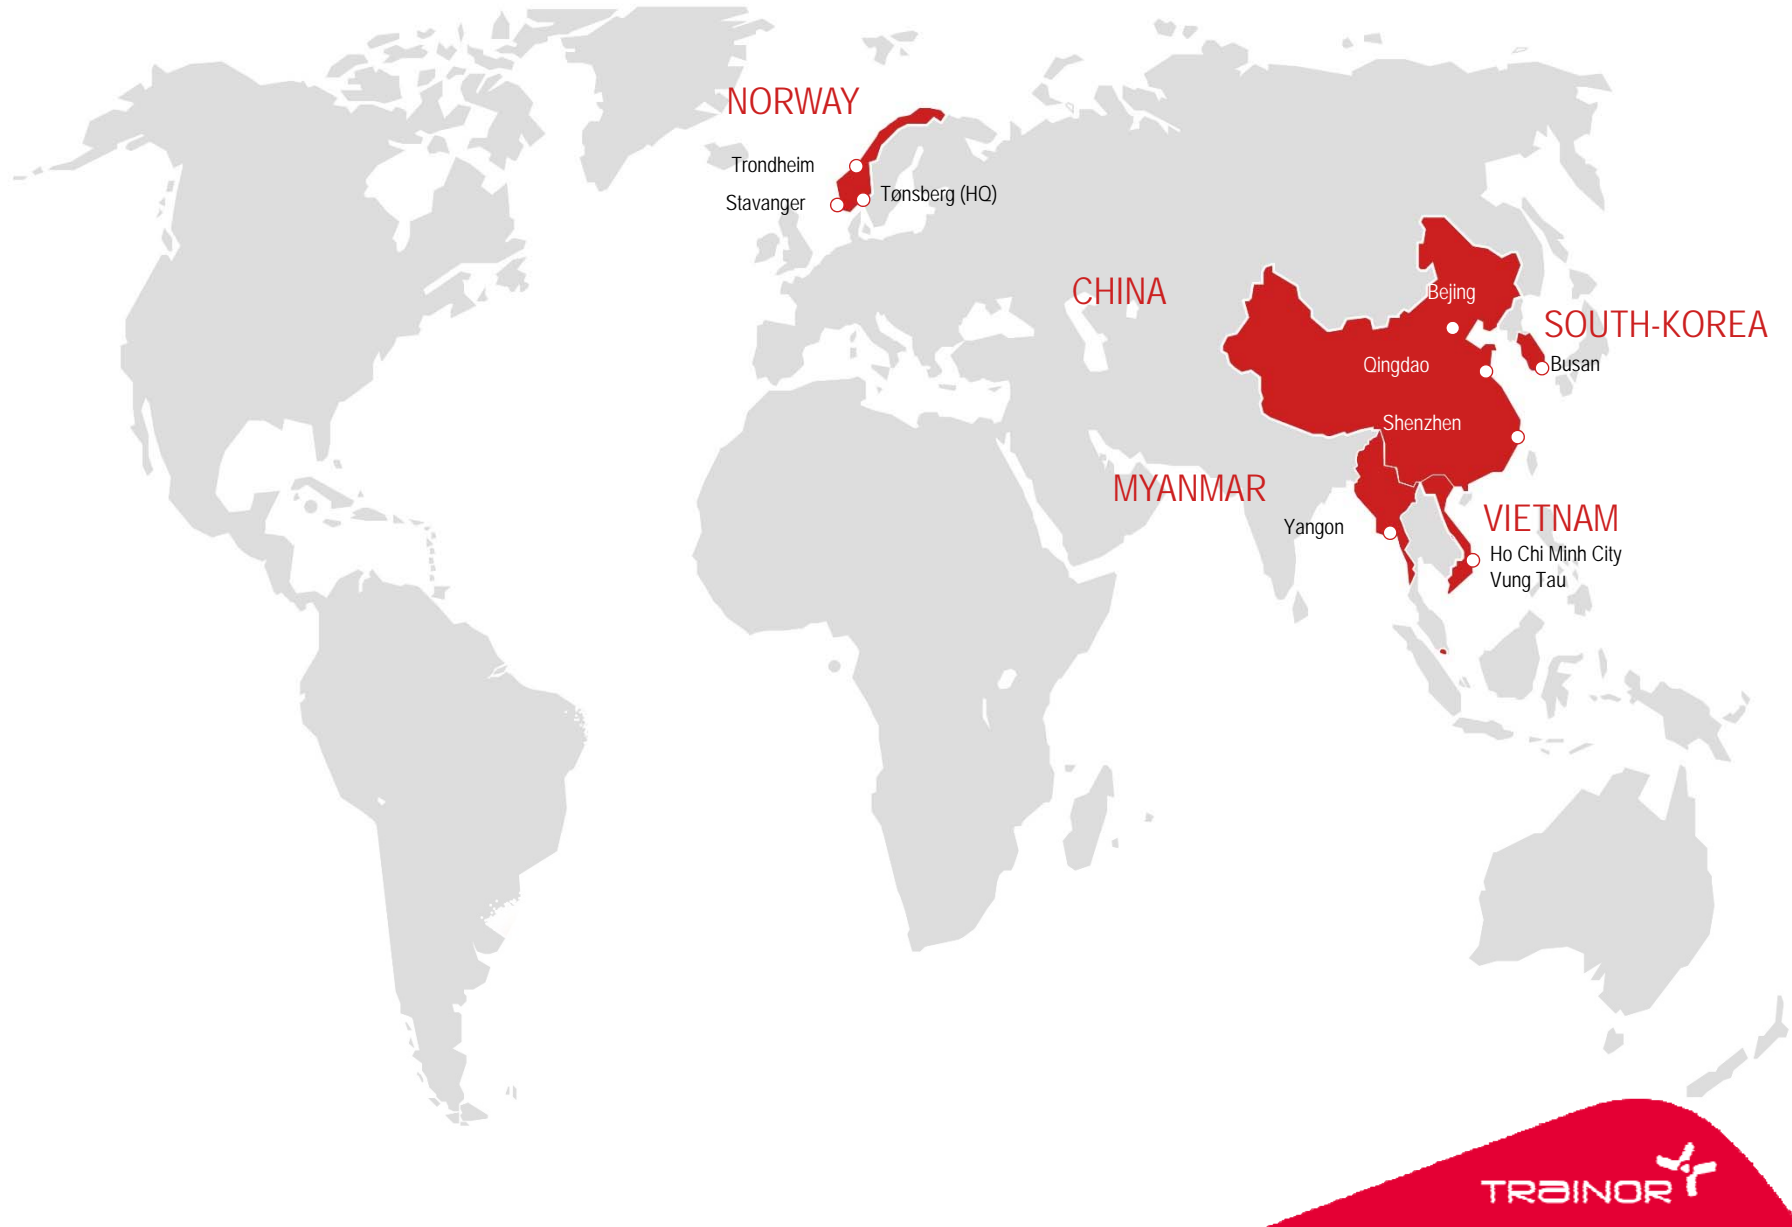 NORWAY
Trondheim
Tønsberg (HQ)
Stavanger
CHINA
Bejing
SOUTH-KOREA
Qingdao
Busan
Shenzhen
MYANMAR
Yangon
VIETNAM
Ho Chi Minh City
Vung Tau
TRAINOR